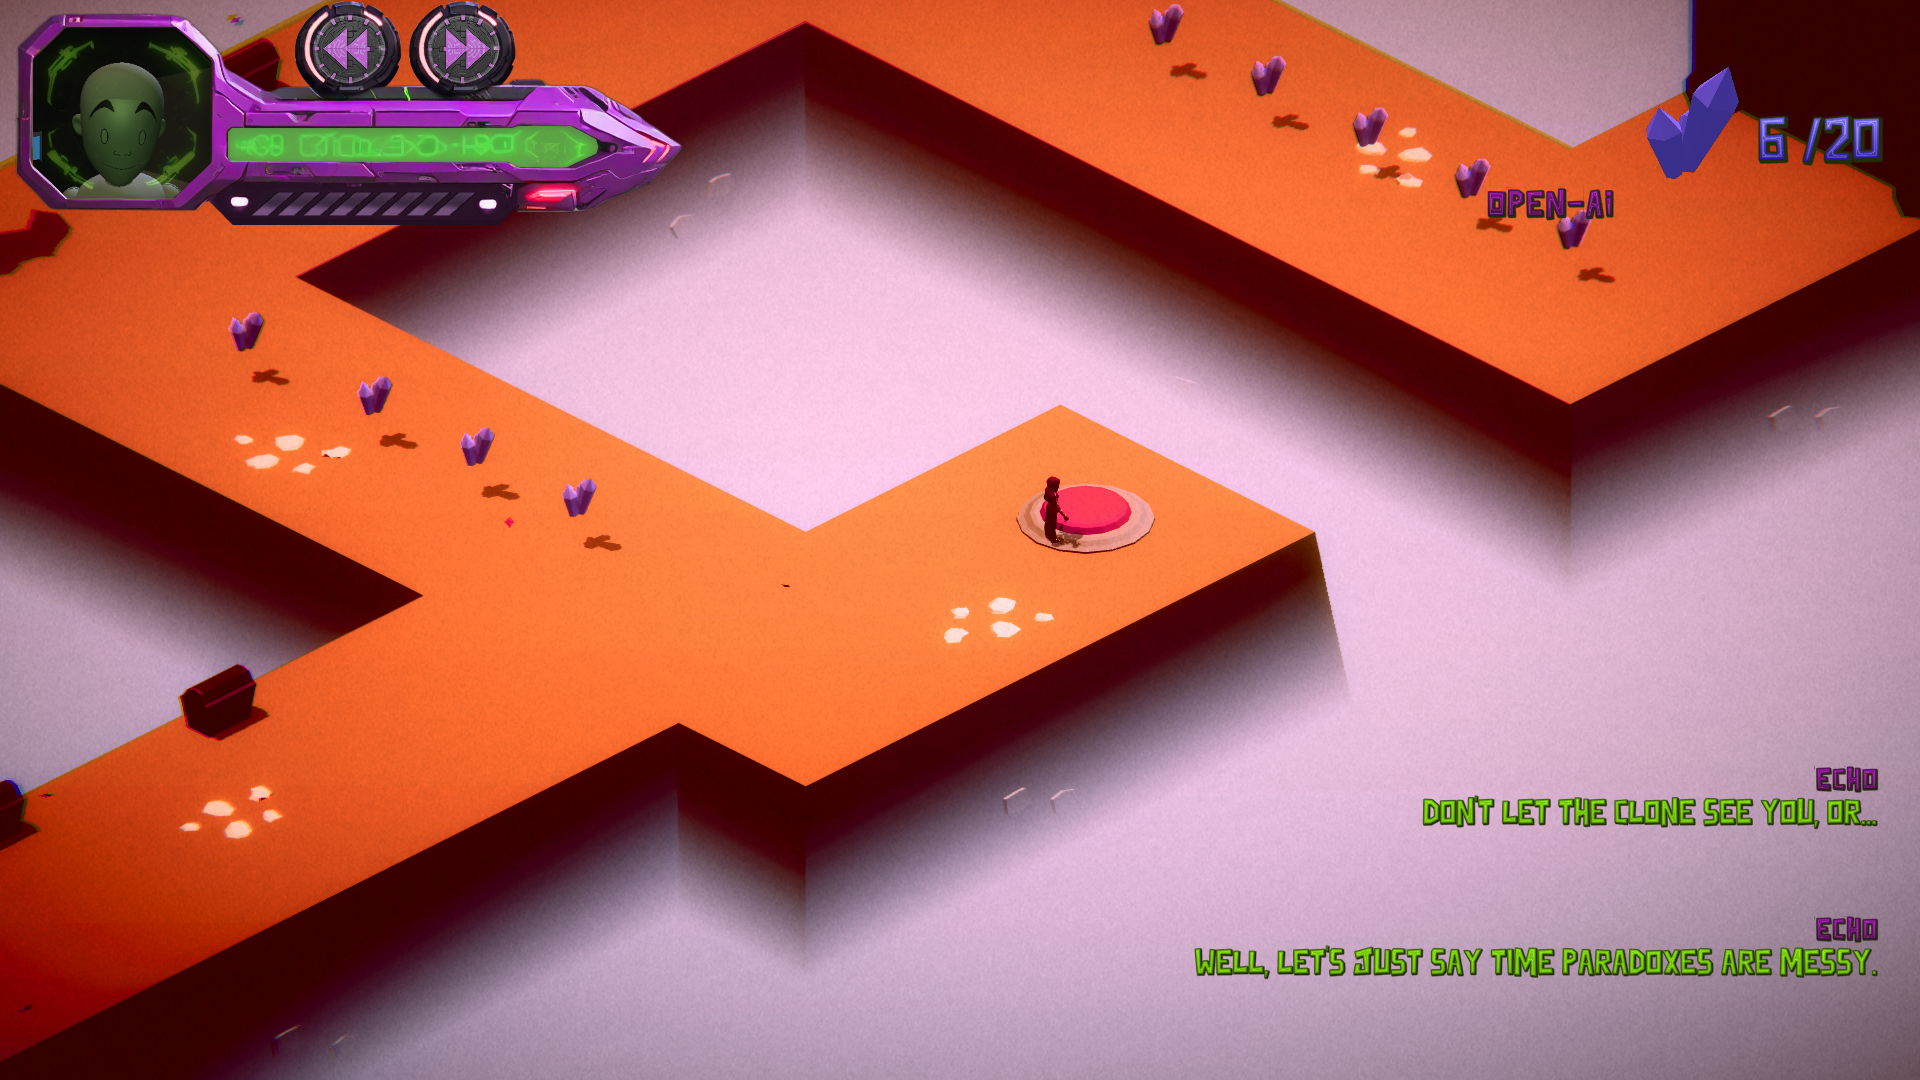 6 /20
OPEN-Ai
ECHO
DON'T LET THE CLONE SEE YOU, OR...
ECHO
WELL, LET'S JUST SAY TIME PARADOXES ARE MESSY.